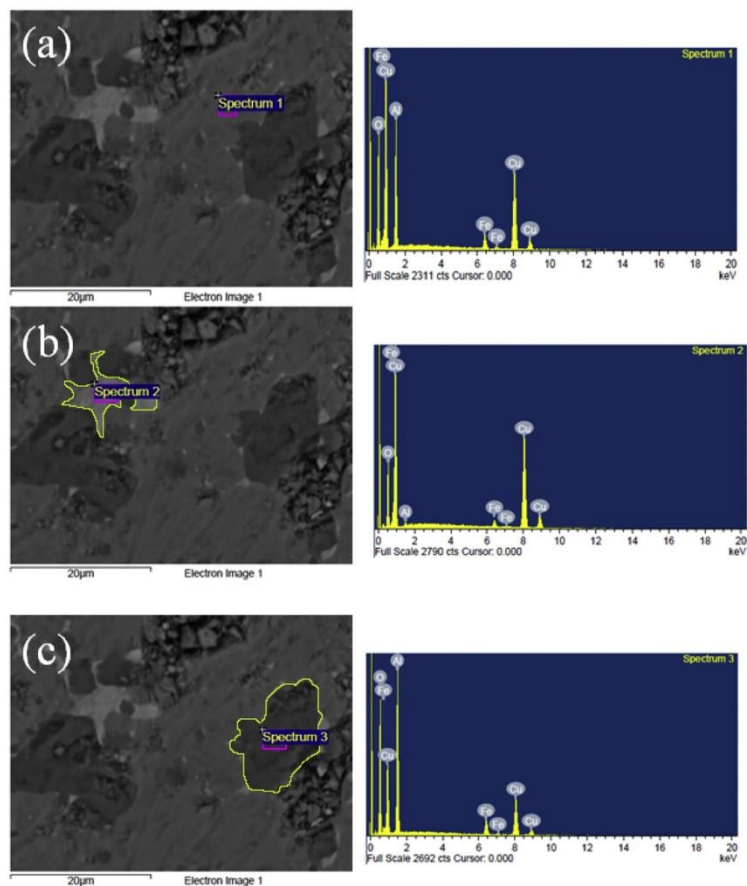 (a)
Spectrum 1
20µm
Electron Image 1
Spectrum 1
Fe
Cu
Al
O
Cu
Fe
Fe
Cu
0 2 4 6 8 10 12 14 16 18 20
Full Scale 2311 cts Cursor: 0.000
keV
(b)
Spectrum 2
20µm
Electron Image 1
Spectrum 2
Fe
Cu
Cu
O
Al
Fe
Fe
Cu
0 2 4 6 8 10 12 14 16 18 20
Full Scale 2790 cts Cursor: 0.000
keV
(c)
Spectrum 3
20µm
Electron Image 1
Spectrum 3
Al
O
Fe
Cu
Cu
Fe
Fe
Cu
0 2 4 6 8 10 12 14 16 18 20
Full Scale 2692 cts Cursor: 0.000
keV